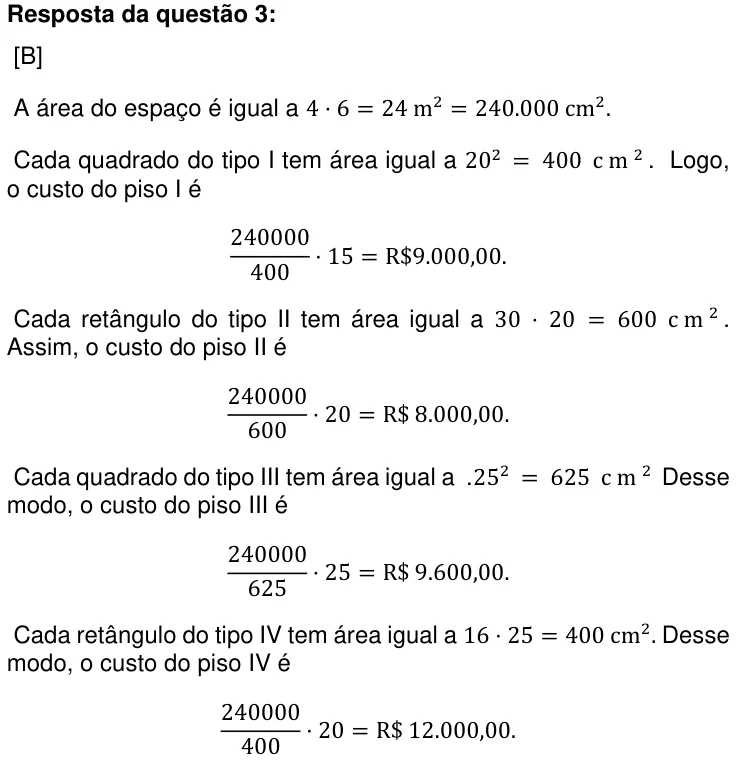 Resposta da questão 3:
[B]
A área do espaço é igual a 4 · 6 = 24 m² = 240.000 cm².
Cada quadrado do tipo I tem área igual a 20² = 400 c m ² . Logo,
o custo do piso I é
240000
400 · 15 = R$9.000,00.
Cada retângulo do tipo II tem área igual a 30 · 20 = 600 c m ² .
Assim, o custo do piso II é
240000
600 · 20 = R$ 8.000,00.
Cada quadrado do tipo III tem área igual a .25² = 625 c m ² Desse
modo, o custo do piso III é
240000
625 · 25 = R$ 9.600,00.
Cada retângulo do tipo IV tem área igual a 16 · 25 = 400 cm². Desse
modo, o custo do piso IV é
240000
400 · 20 = R$ 12.000,00.